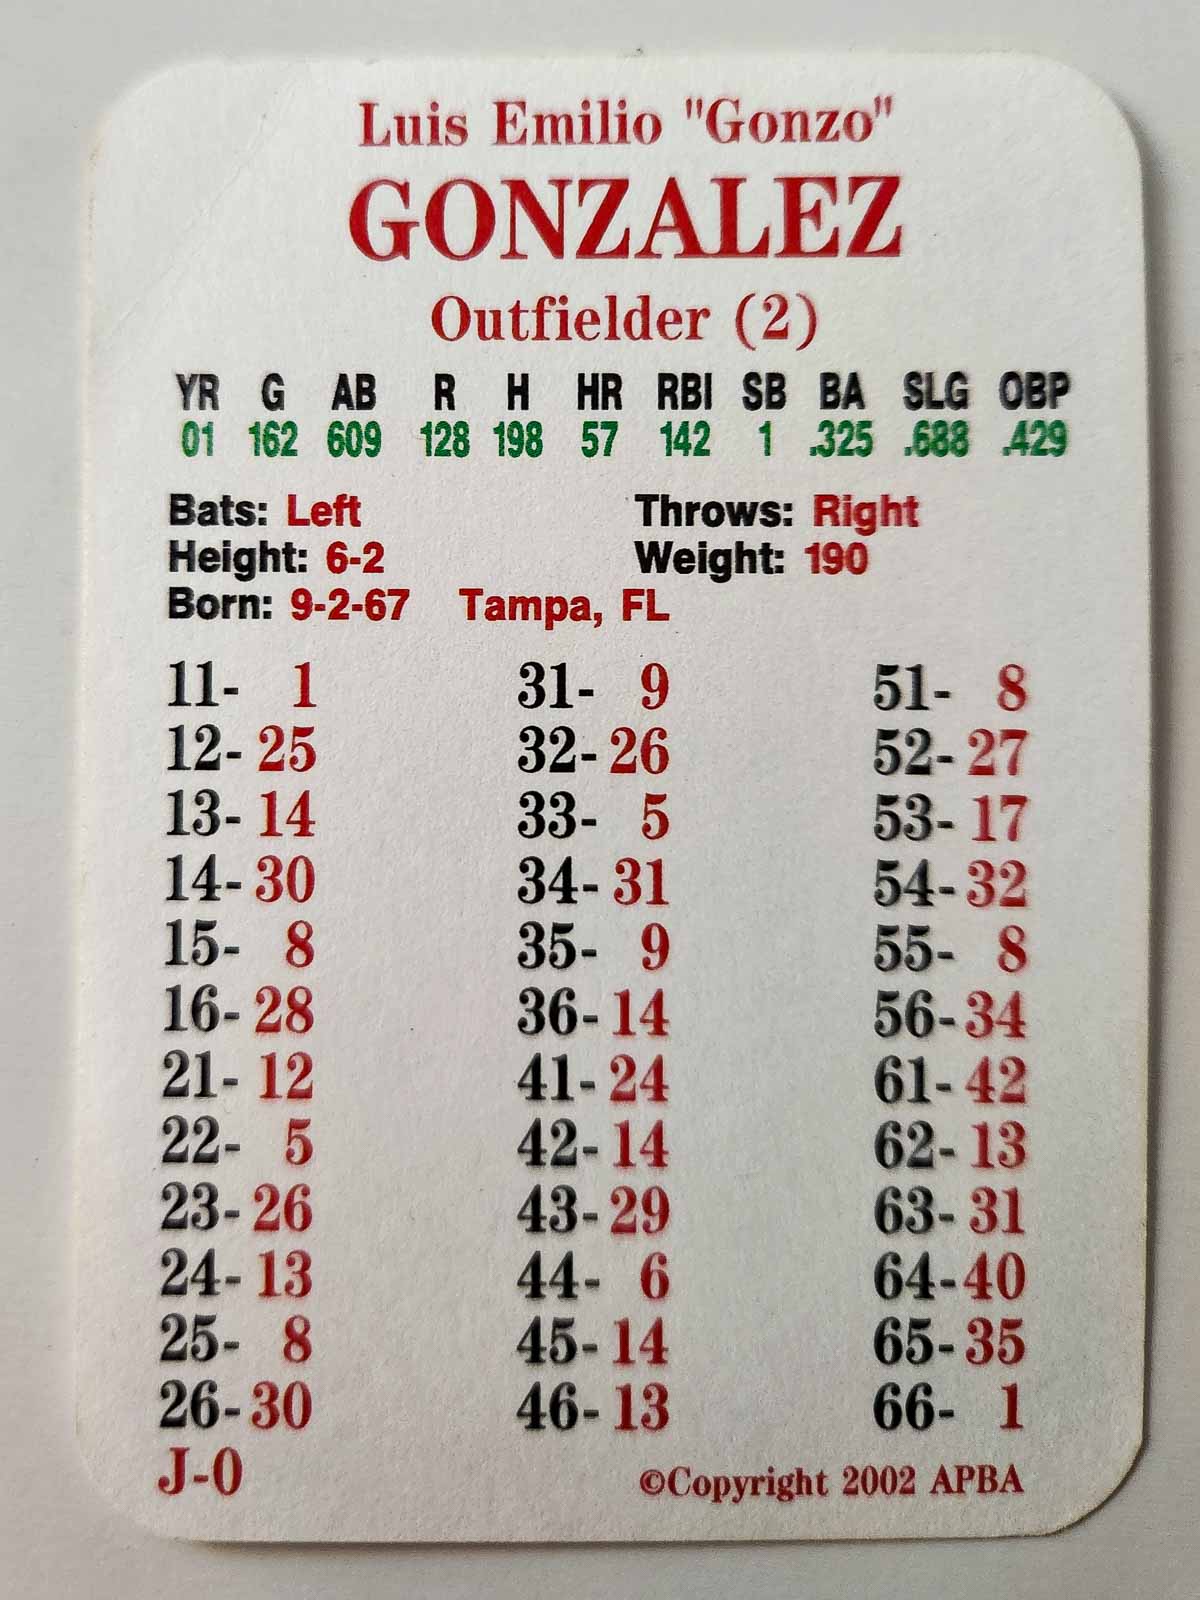 Luis Emilio "Gonzo"
GONZALEZ
Outfielder (2)
YR G AB R H HR RBI SB BA SLG OBP
01 162 609 128 198 57 142 1 .325 .688 .429
Bats: Left Throws: Right
Height: 6-2 Weight: 190
Born: 9-2-67 Tampa, FL
11- 1 31- 9 51- 8
12- 25 32- 26 52- 27
13- 14 33- 5 53- 17
14- 30 34- 31 54- 32
15- 8 35- 9 55- 8
16- 28 36- 14 56- 34
21- 12 41- 24 61- 42
22- 5 42- 14 62- 13
23- 26 43- 29 63- 31
24- 13 44- 6 64- 40
25- 8 45- 14 65- 35
26- 30 46- 13 66- 1
J-0 ©Copyright 2002 APBA